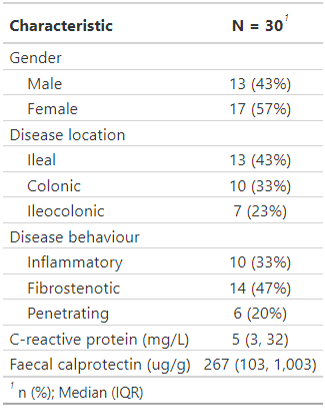 Characteristic N = 30¹
Gender
Male 13 (43%)
Female 17 (57%)
Disease location
Ileal 13 (43%)
Colonic 10 (33%)
Ileocolonic 7 (23%)
Disease behaviour
Inflammatory 10 (33%)
Fibrostenotic 14 (47%)
Penetrating 6 (20%)
C-reactive protein (mg/L) 5 (3, 32)
Faecal calprotectin (ug/g) 267 (103, 1,003)
¹ n (%); Median (IQR)